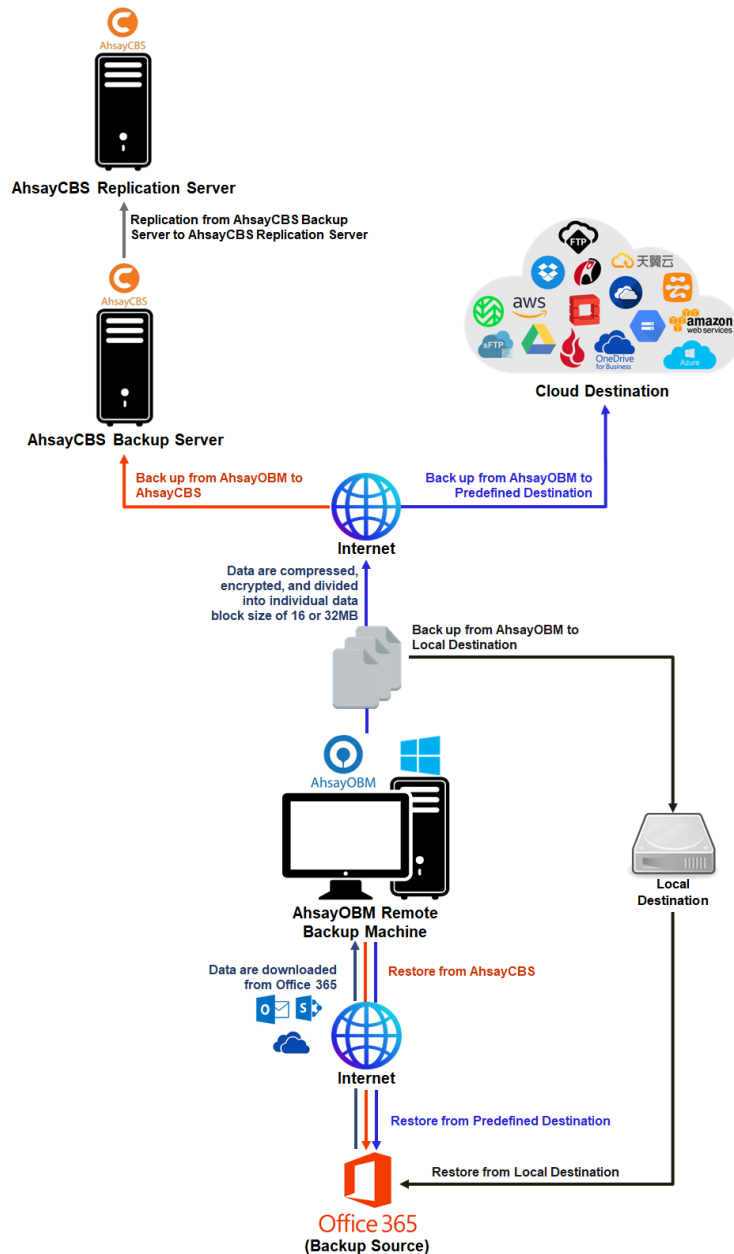 AhsayCBS
AhsayCBS Replication Server
Replication from AhsayCBS Backup
Server to AhsayCBS Replication Server
AhsayCBS
AhsayCBS Backup Server
FTP
天翼云
aws
amazon
web services
sFTP
OneDrive
for Business
Azure
Cloud Destination
Back up from AhsayOBM to
AhsayCBS
Back up from AhsayOBM to
Predefined Destination
Internet
Data are compressed,
encrypted, and divided
into individual data
block size of 16 or 32MB
Back up from AhsayOBM to
Local Destination
AhsayOBM
Local
Destination
AhsayOBM Remote
Backup Machine
Data are downloaded
from Office 365
Restore from AhsayCBS
O
S
Internet
Restore from Predefined Destination
Restore from Local Destination
Office 365
(Backup Source)